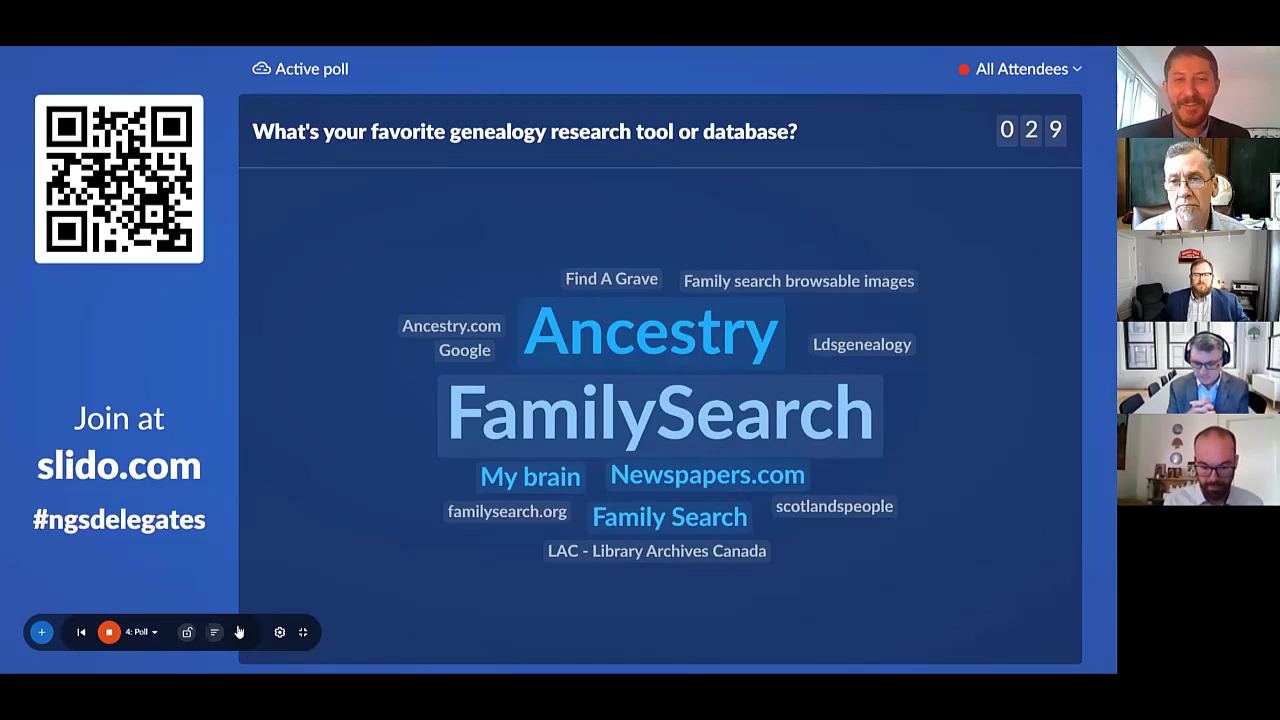 Active poll
All Attendees
What's your favorite genealogy research tool or database?
0 2 9
Find A Grave
Family search browsable images
Ancestry.com
Ancestry
Google
Ldsgenealogy
FamilySearch
My brain
Newspapers.com
familysearch.org
Family Search
scotlandspeople
LAC - Library Archives Canada
Join at
slido.com
#ngsdelegates
4: Poll